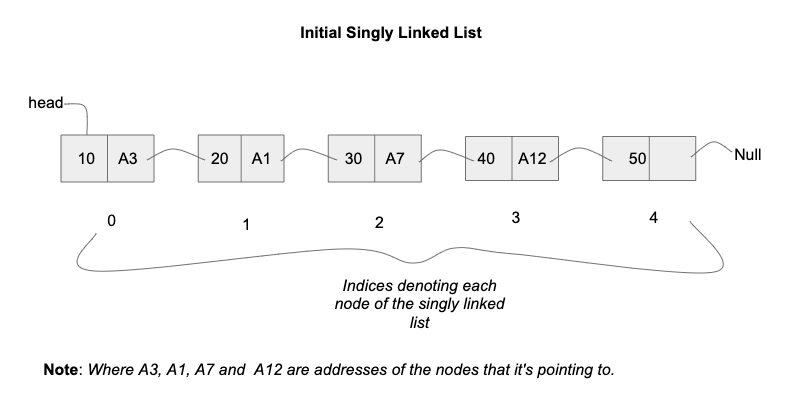 Initial Singly Linked List
head
10 A3 20 A1 30 A7 40 A12 50 Null
0 1 2 3 4
Indices denoting each
node of the singly linked
list
Note: Where A3, A1, A7 and A12 are addresses of the nodes that it's pointing to.